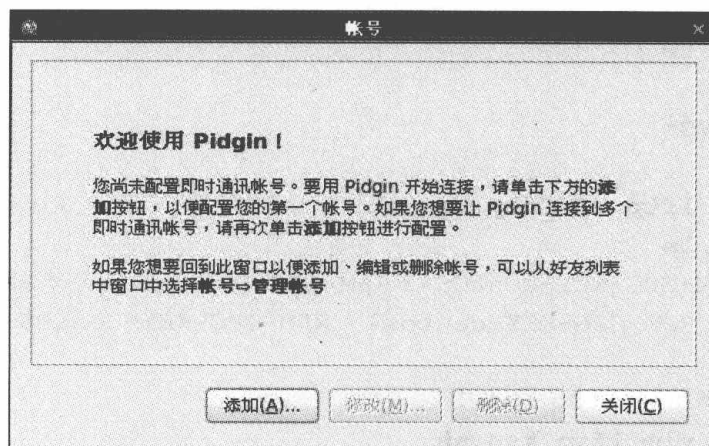 帐号
欢迎使用 Pidgin！
您尚未配置即时通讯帐号。要用 Pidgin 开始连接，请单击下方的添
加按钮，以便配置您的第一个帐号。如果您想要让 Pidgin 连接到多个
即时通讯帐号，请再次单击添加按钮进行配置。
如果您想要回到此窗口以便添加、编辑或删除帐号，可以从好友列表
中窗口中选择帐号⇨管理帐号
添加(A)...
修改(M)...
删除(D)
关闭(C)